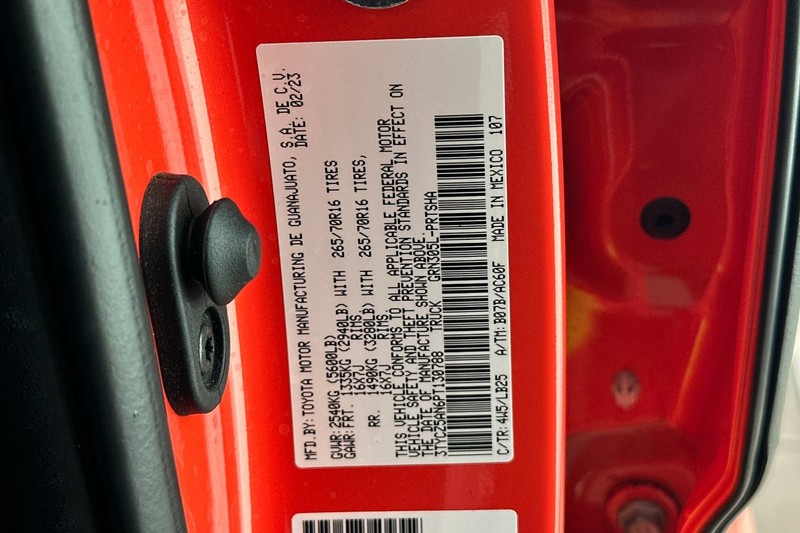 MFD.BY: TOYOTA MOTOR MANUFACTURING DE GUANAJUATO, S.A. DE C.V.
DATE: 02/23
GVWR: 2540KG (5600LB)
GAWR: FRT. 1335KG (2940LB) WITH 265/70R16 TIRES
16X7J RIMS.
RR. 1490KG (3280LB) WITH 265/70R16 TIRES,
16X7J RIMS.
THIS VEHICLE CONFORMS TO ALL APPLICABLE FEDERAL MOTOR
VEHICLE SAFETY AND THEFT PREVENTION STANDARDS IN EFFECT ON
THE DATE OF MANUFACTURE SHOWN ABOVE
3TYCZ5AN6PT130788 TRUCK GRN305L-PRTSHA
C/TR: 4W5/LB25 A/TM: B07B/AC60F MADE IN MEXICO 107